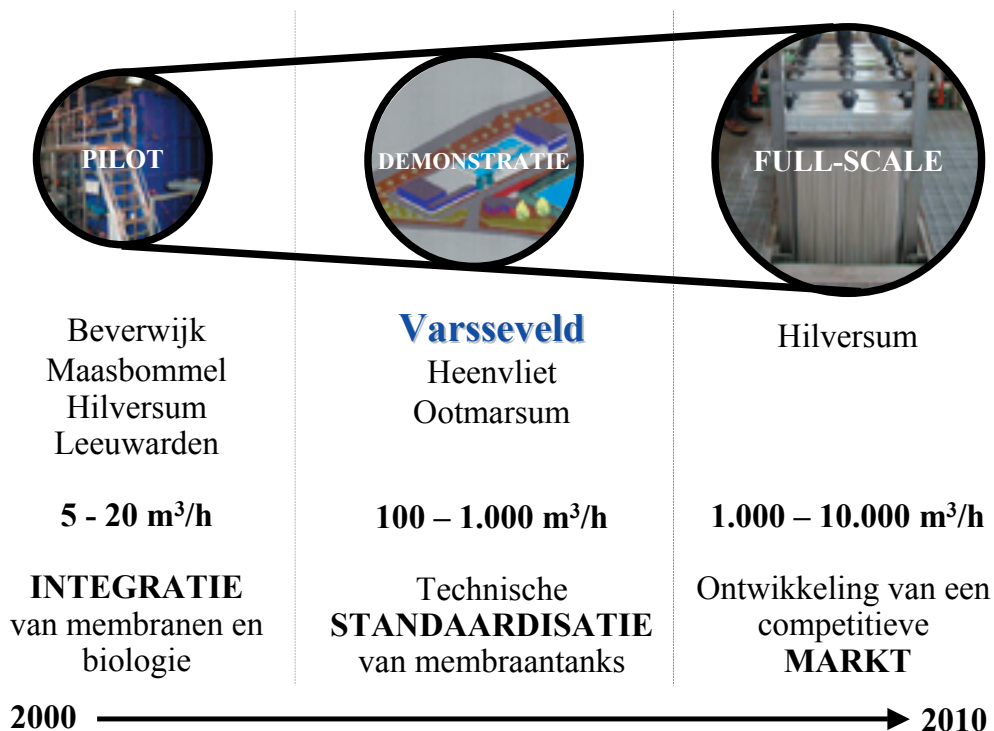 PILOT
DEMONSTRATIE
FULL-SCALE
Beverwijk
Maasbommel
Hilversum
Leeuwarden
Varsseveld
Heenvliet
Ootmarsum
Hilversum
5 - 20 m³/h
100 – 1.000 m³/h
1.000 – 10.000 m³/h
INTEGRATIE
van membranen en
biologie
Technische
STANDAARDISATIE
van membraantanks
Ontwikkeling van een
competitieve
MARKT
2000
2010